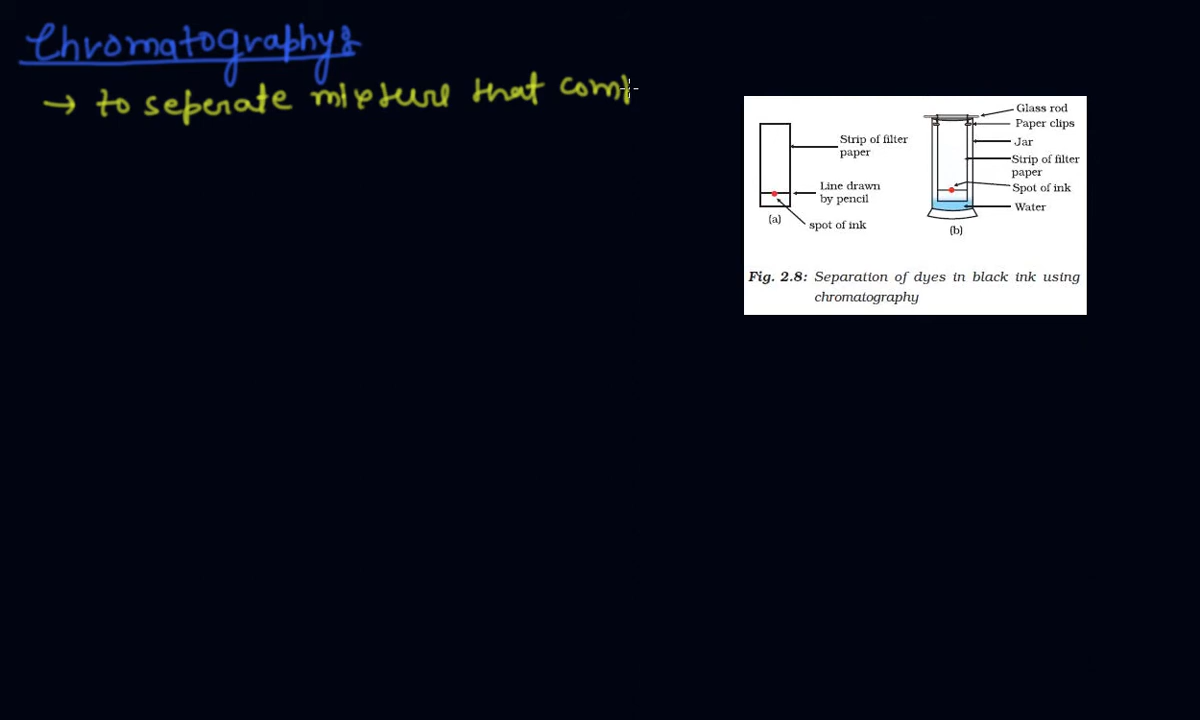 Chromatography:
→ to seperate mixture that com
Glass rod
Paper clips
Jar
Strip of filter
paper
Spot of ink
Water
(b)
Strip of filter
paper
Line drawn
by pencil
spot of ink
(a)
Fig. 2.8: Separation of dyes in black ink using
chromatography